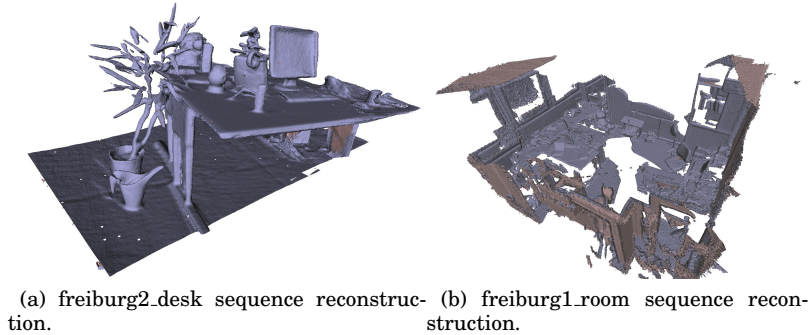 (a) freiburg2_desk sequence reconstruc-
tion.
(b) freiburg1_room sequence recon-
struction.